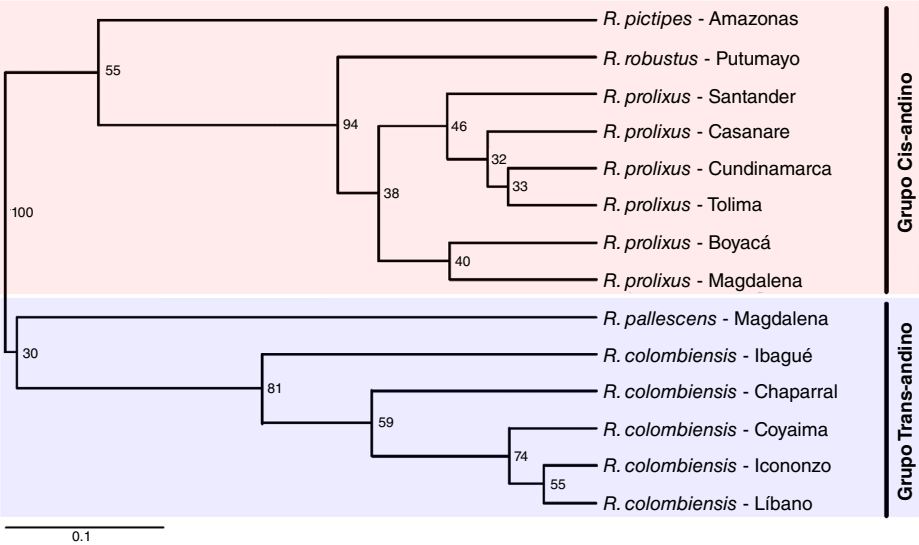 R. pictipes - Amazonas
55
R. robustus - Putumayo
R. prolixus - Santander
94
46
R. prolixus - Casanare
32
R. prolixus - Cundinamarca
33
38
R. prolixus - Tolima
100
R. prolixus - Boyacá
40
R. prolixus - Magdalena
Grupo Cis-andino
R. pallescens - Magdalena
30
R. colombiensis - Ibagué
81
R. colombiensis - Chaparral
59
R. colombiensis - Coyaima
74
R. colombiensis - Icononzo
55
R. colombiensis - Líbano
Grupo Trans-andino
0.1